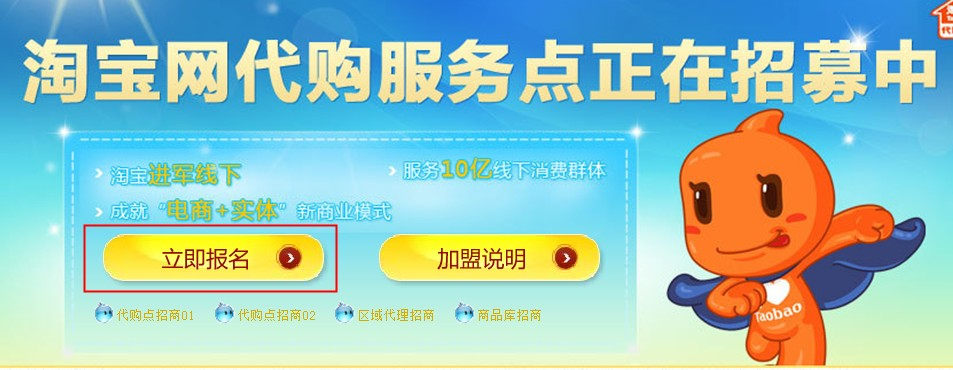 淘宝网代购服务点正在招募中
淘宝进军线下
服务10亿线下消费群体
成就“电商+实体”新商业模式
立即报名
加盟说明
代购点招商01
代购点招商02
区域代理招商
商品库招商
Taobao